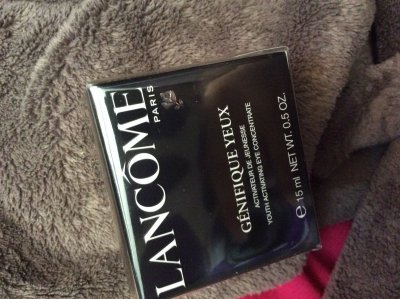 LANCÔME
PARIS
GÉNIFIQUE YEUX
ACTIVATEUR DE JEUNESSE
YOUTH ACTIVATING EYE CONCENTRATE
e 15 ml NET WT. 0.5 OZ.